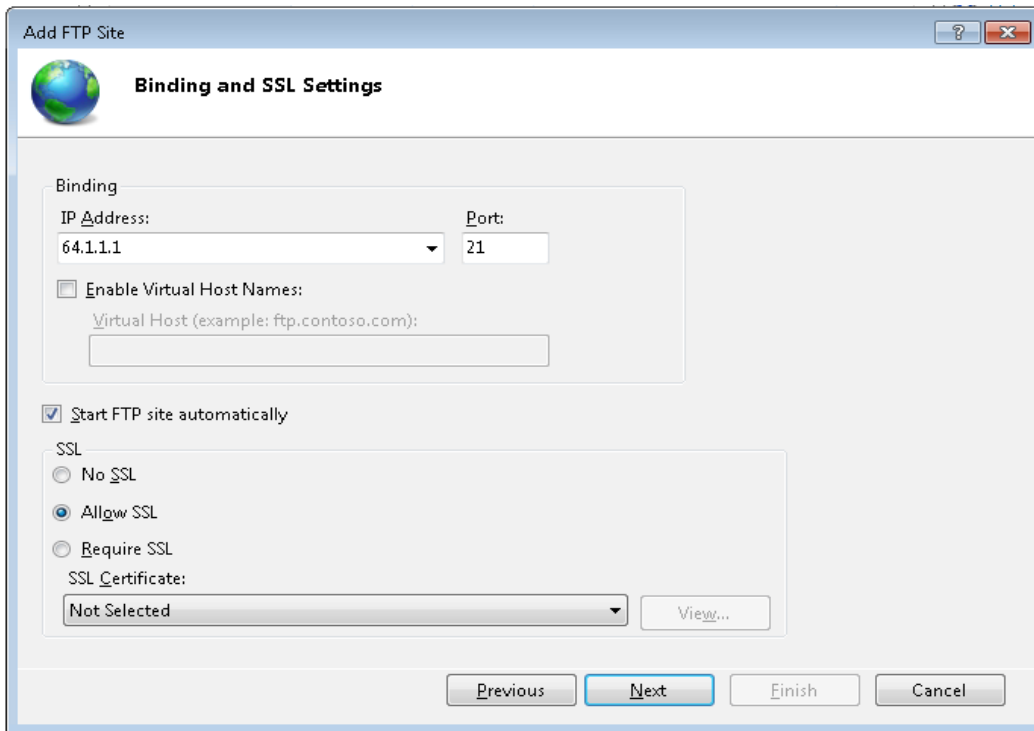 Add FTP Site
Binding and SSL Settings
Binding
IP Address: Port:
64.1.1.1 21
Enable Virtual Host Names:
Virtual Host (example: ftp.contoso.com):
Start FTP site automatically
SSL
No SSL
Allow SSL
Require SSL
SSL Certificate:
Not Selected View...
Previous Next Finish Cancel